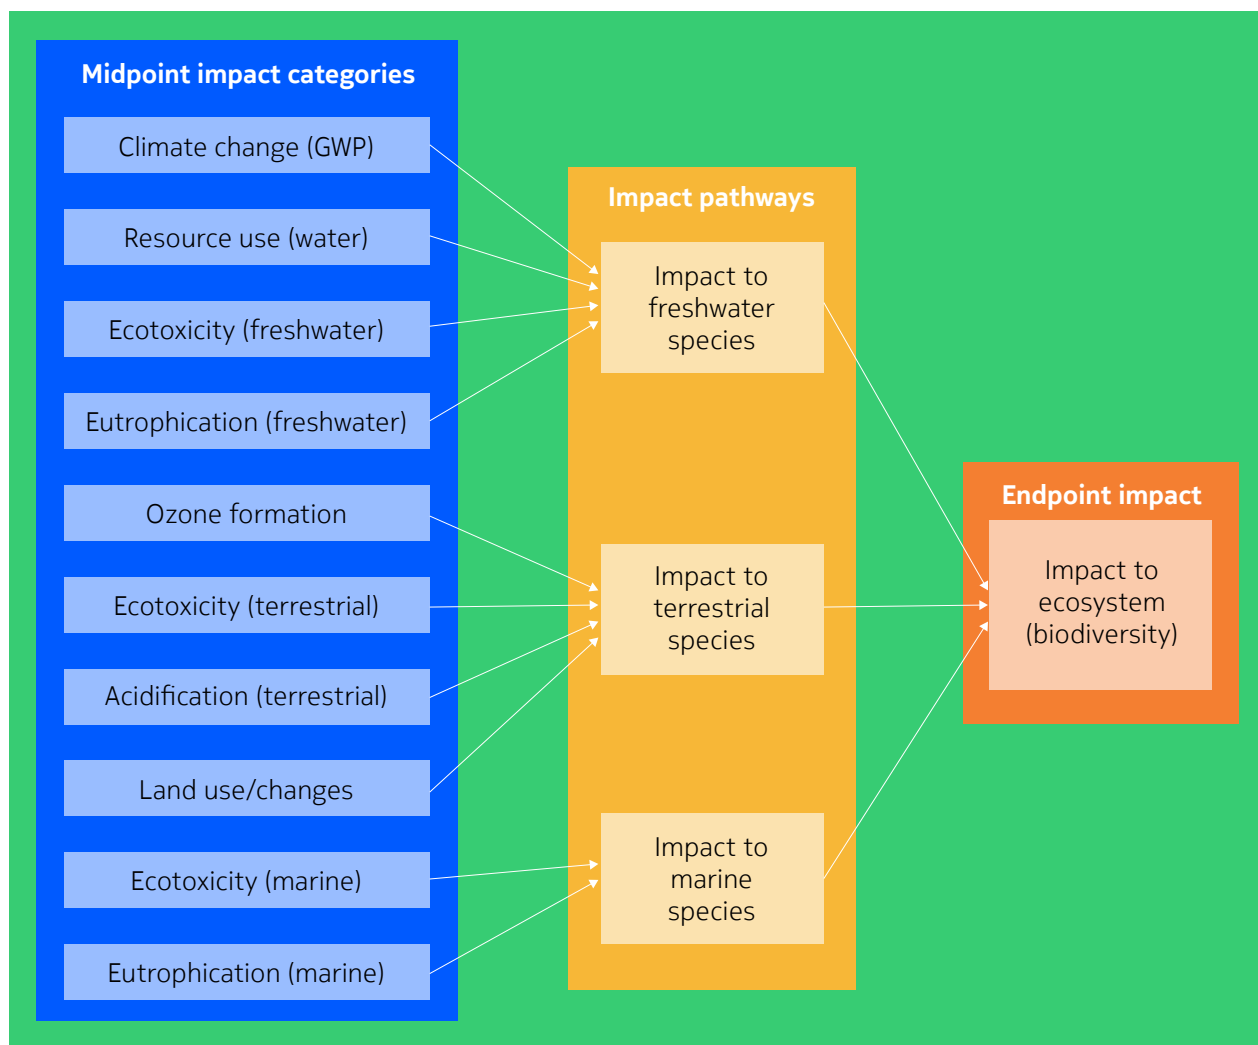 Midpoint impact categories
Climate change (GWP)
Resource use (water)
Ecotoxicity (freshwater)
Eutrophication (freshwater)
Ozone formation
Ecotoxicity (terrestrial)
Acidification (terrestrial)
Land use/changes
Ecotoxicity (marine)
Eutrophication (marine)
Impact pathways
Impact to
freshwater
species
Impact to
terrestrial
species
Impact to
marine
species
Endpoint impact
Impact to
ecosystem
(biodiversity)